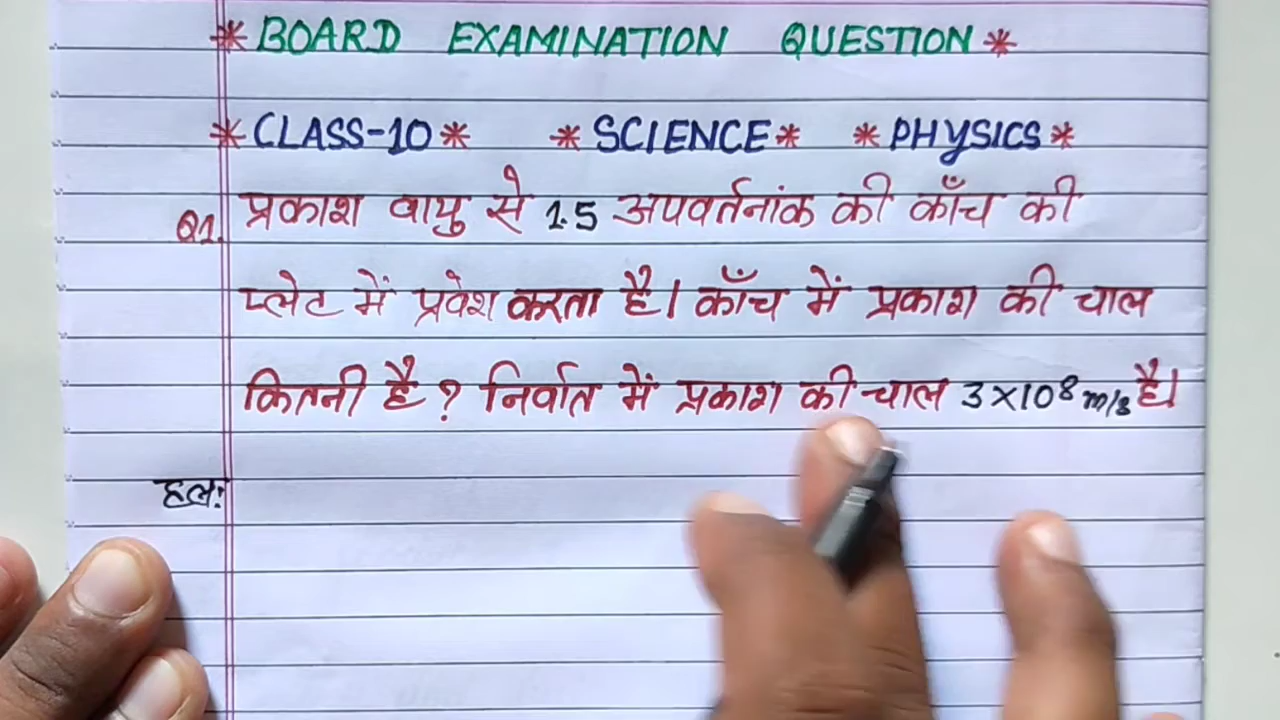 * BOARD EXAMINATION QUESTION *
* CLASS-10 * * SCIENCE * * PHYSICS *
Q1. प्रकाश वायु से 1.5 अपवर्तनांक की काँच की
प्लेट में प्रवेश करता है। काँच में प्रकाश की चाल
कितनी है ? निर्वात में प्रकाश की चाल 3×10⁸ m/s है।
हल: